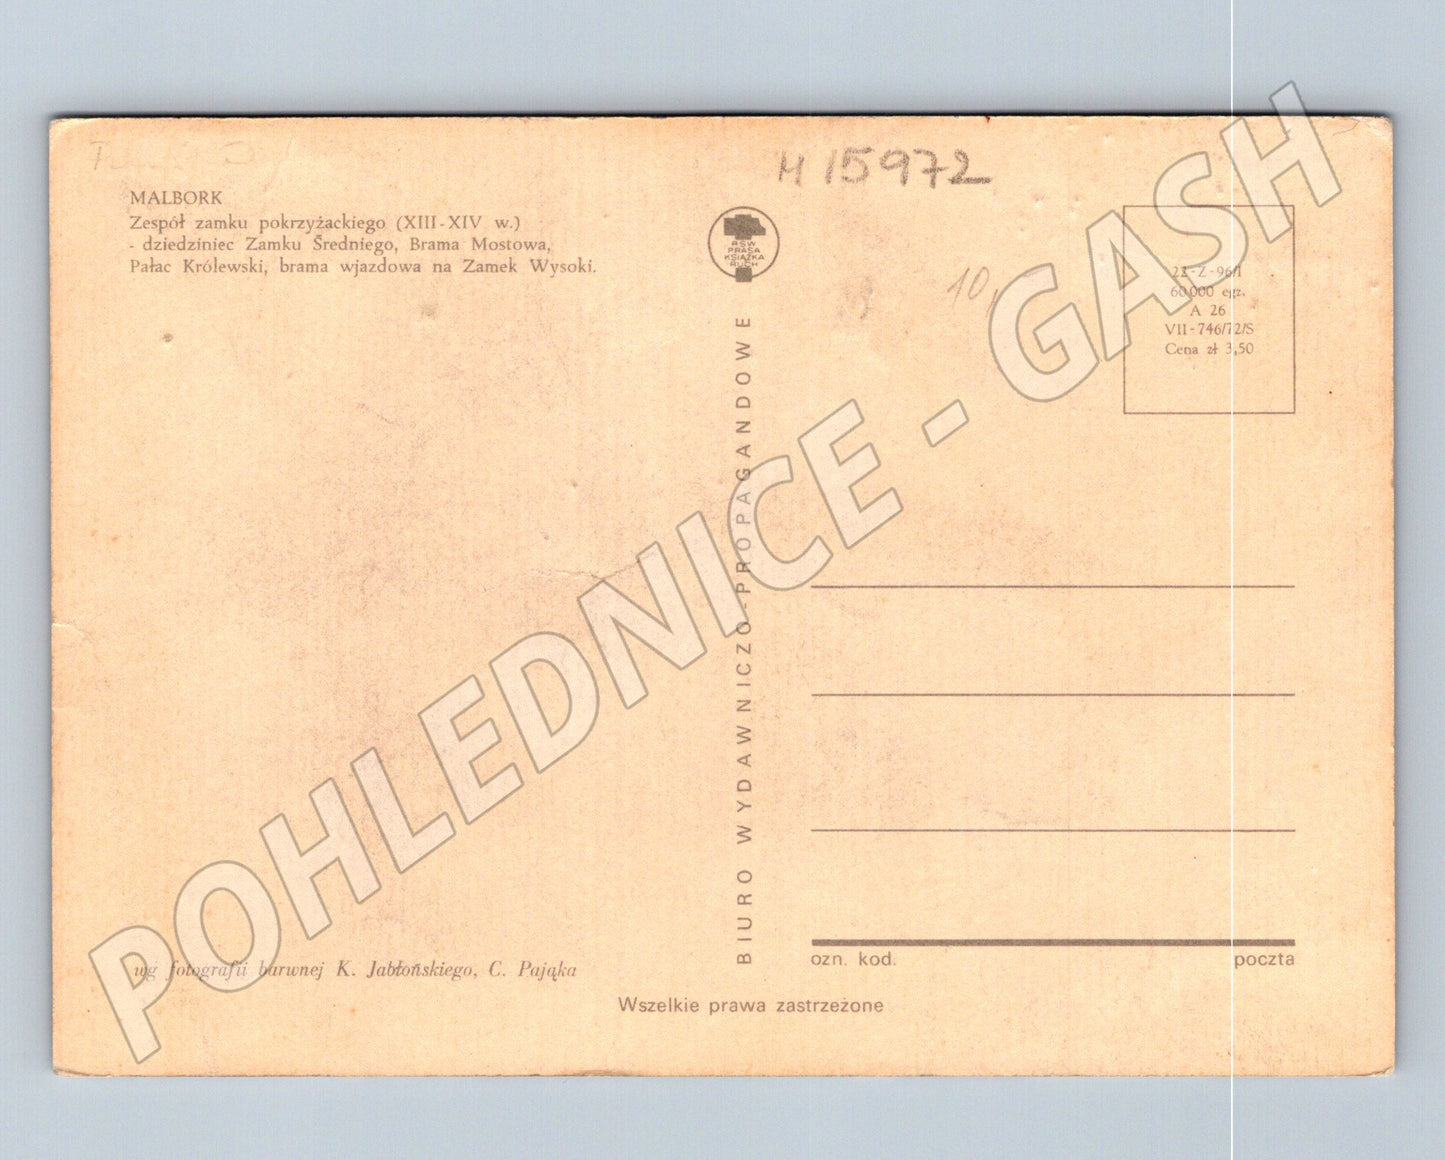 H 15972
MALBORK
Zespół zamku pokrzyżackiego (XIII-XIV w.)
- dziedziniec Zamku Średniego, Brama Mostowa,
Pałac Królewski, brama wjazdowa na Zamek Wysoki.
RSW
PRASA
KSIĄŻKA
RUCH
10,
22-Z-96/I
60.000 egz.
A 26
VII-746/72/S
Cena zł 3,50
BIURO WYDAWNICZO-PROPAGANDOWE
POHLEDNICE - GASH
wg fotografii barwnej K. Jabłońskiego, C. Pająka
ozn. kod.
poczta
Wszelkie prawa zastrzeżone